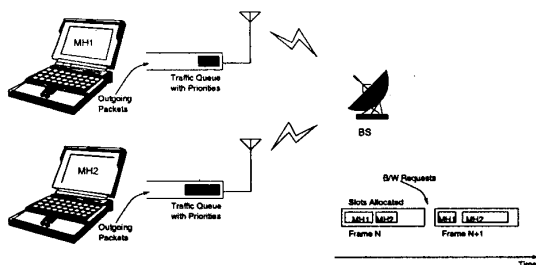 MH1
Outgoing
Packets
Traffic Queue
with Priorities
BS
MH2
Outgoing
Packets
Traffic Queue
with Priorities
B/W Requests
Slots Allocated
MH1 MH2
MH1 MH2
Frame N
Frame N+1
Time